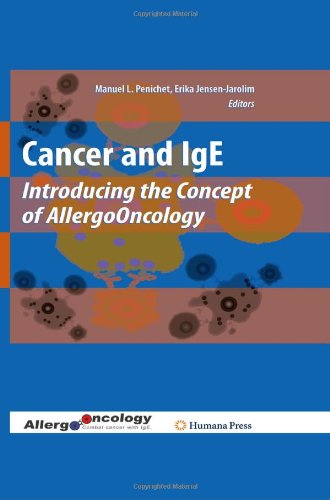 Manuel L. Penichet, Erika Jensen-Jarolim
Editors
Cancer and IgE
Introducing the Concept
of AllergoOncology
Allergooncology
Combat cancer with IgE.
Humana Press